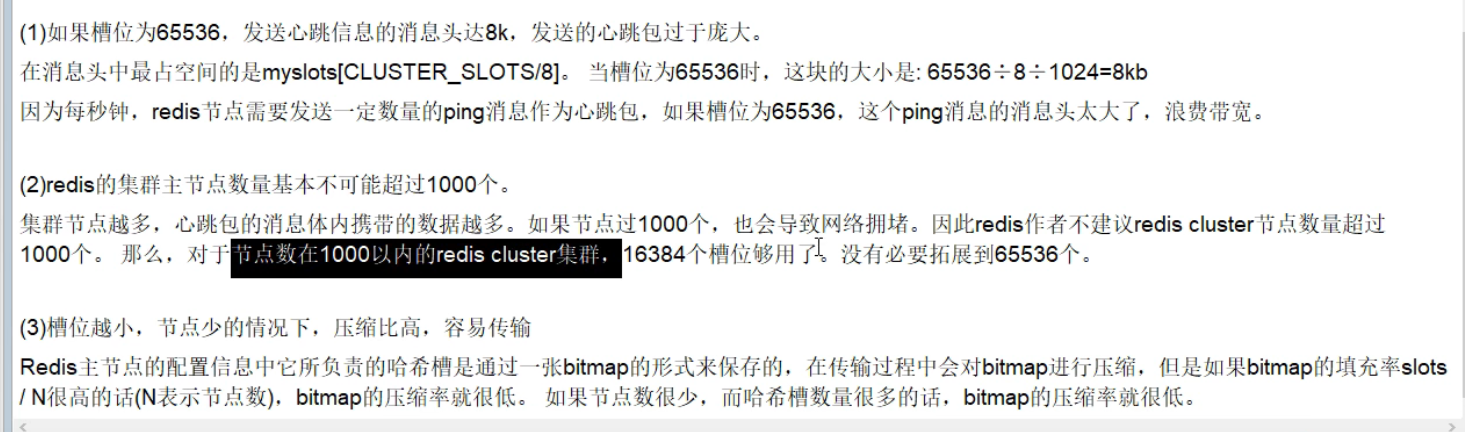 (1)如果槽位为65536，发送心跳信息的消息头达8k，发送的心跳包过于庞大。
在消息头中最占空间的是myslots[CLUSTER_SLOTS/8]。 当槽位为65536时，这块的大小是: 65536÷8÷1024=8kb
因为每秒钟，redis节点需要发送一定数量的ping消息作为心跳包，如果槽位为65536，这个ping消息的消息头太大了，浪费带宽。
(2)redis的集群主节点数量基本不可能超过1000个。
集群节点越多，心跳包的消息体内携带的数据越多。如果节点过1000个，也会导致网络拥堵。因此redis作者不建议redis cluster节点数量超过
1000个。 那么，对于节点数在1000以内的redis cluster集群，16384个槽位够用了。没有必要拓展到65536个。
(3)槽位越小，节点少的情况下，压缩比高，容易传输
Redis主节点的配置信息中它所负责的哈希槽是通过一张bitmap的形式来保存的，在传输过程中会对bitmap进行压缩，但是如果bitmap的填充率slots
/ N很高的话(N表示节点数)，bitmap的压缩率就很低。 如果节点数很少，而哈希槽数量很多的话，bitmap的压缩率就很低。